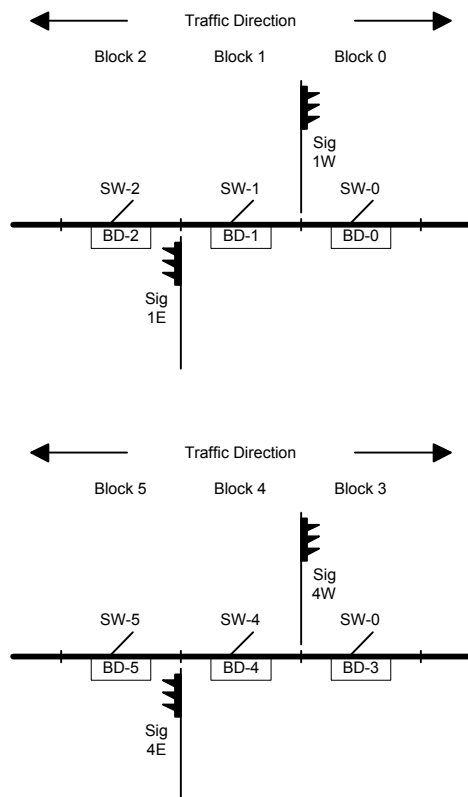 Traffic Direction
Block 2 Block 1 Block 0
Sig
1W
SW-2 SW-1 SW-0
BD-2 BD-1 BD-0
Sig
1E
Traffic Direction
Block 5 Block 4 Block 3
Sig
4W
SW-5 SW-4 SW-0
BD-5 BD-4 BD-3
Sig
4E